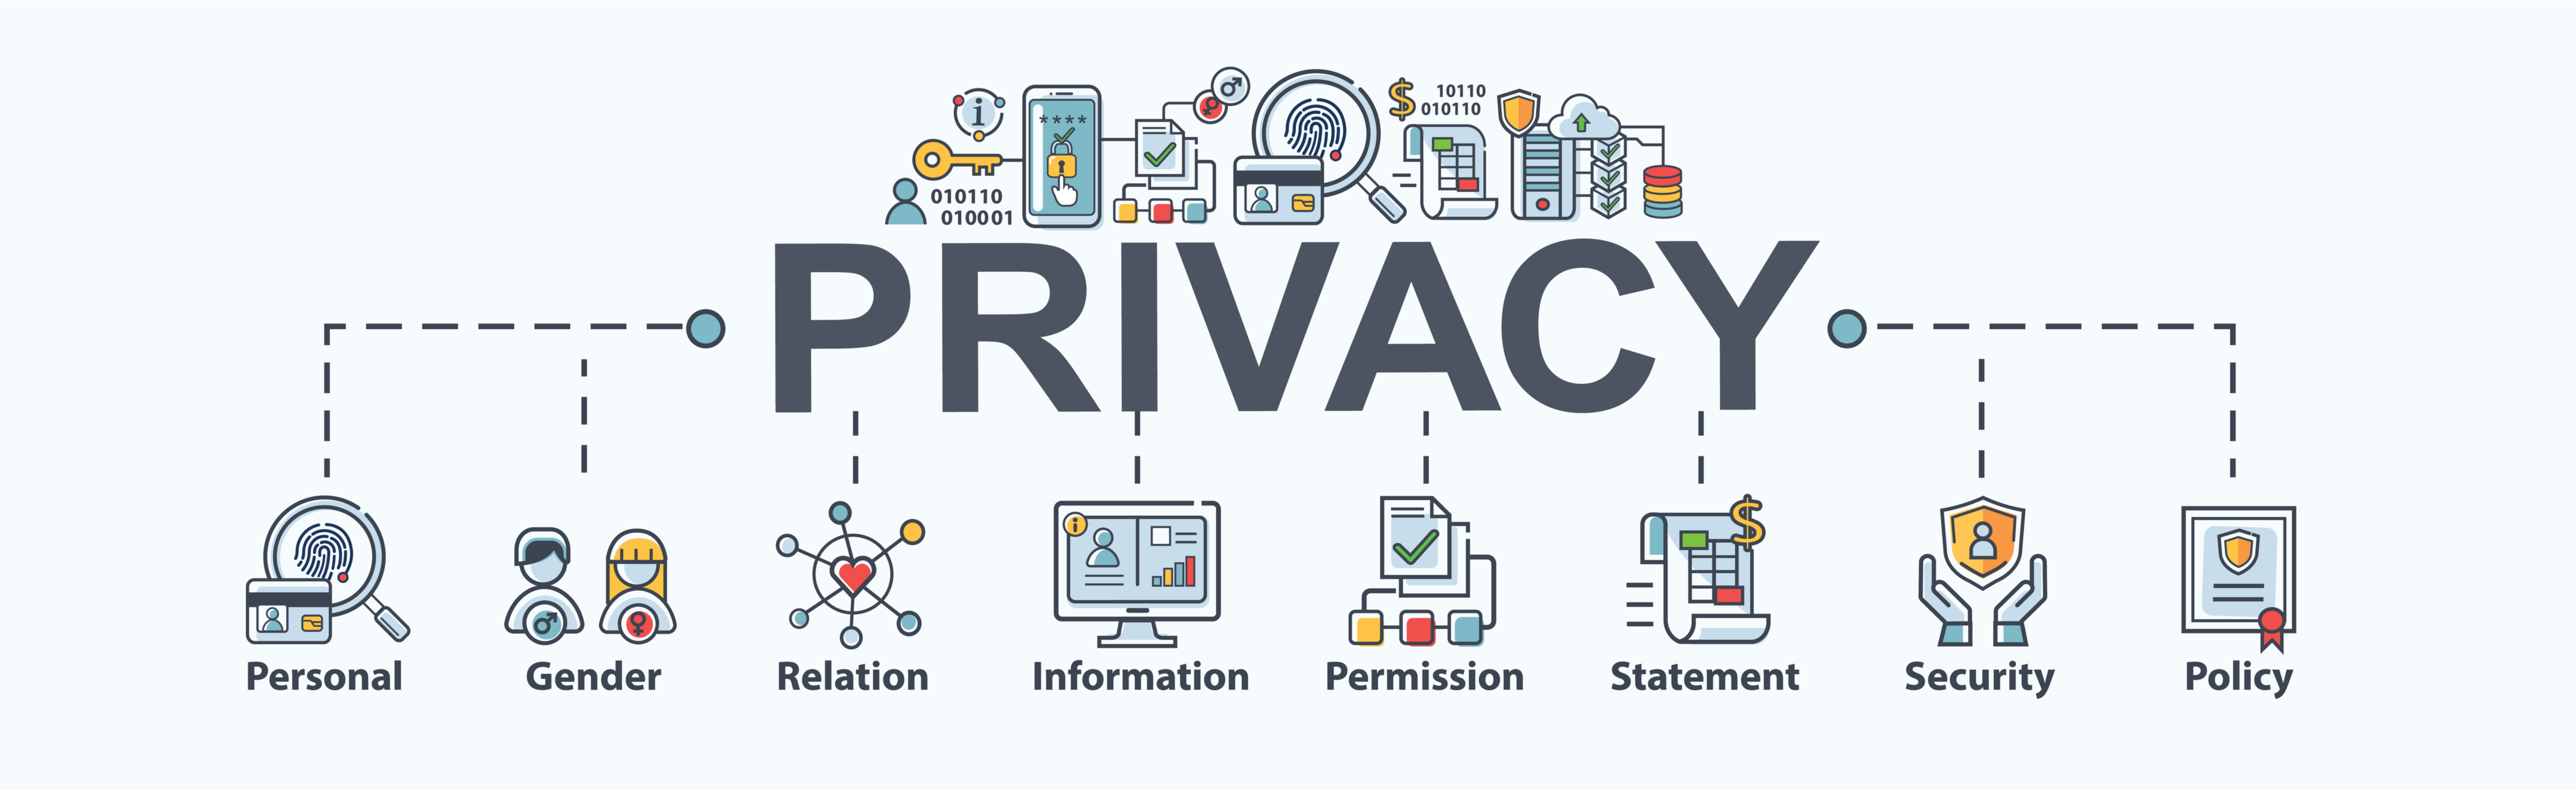 10110
010110
****
010110
010001
PRIVACY
Personal
Gender
Relation
Information
Permission
Statement
Security
Policy